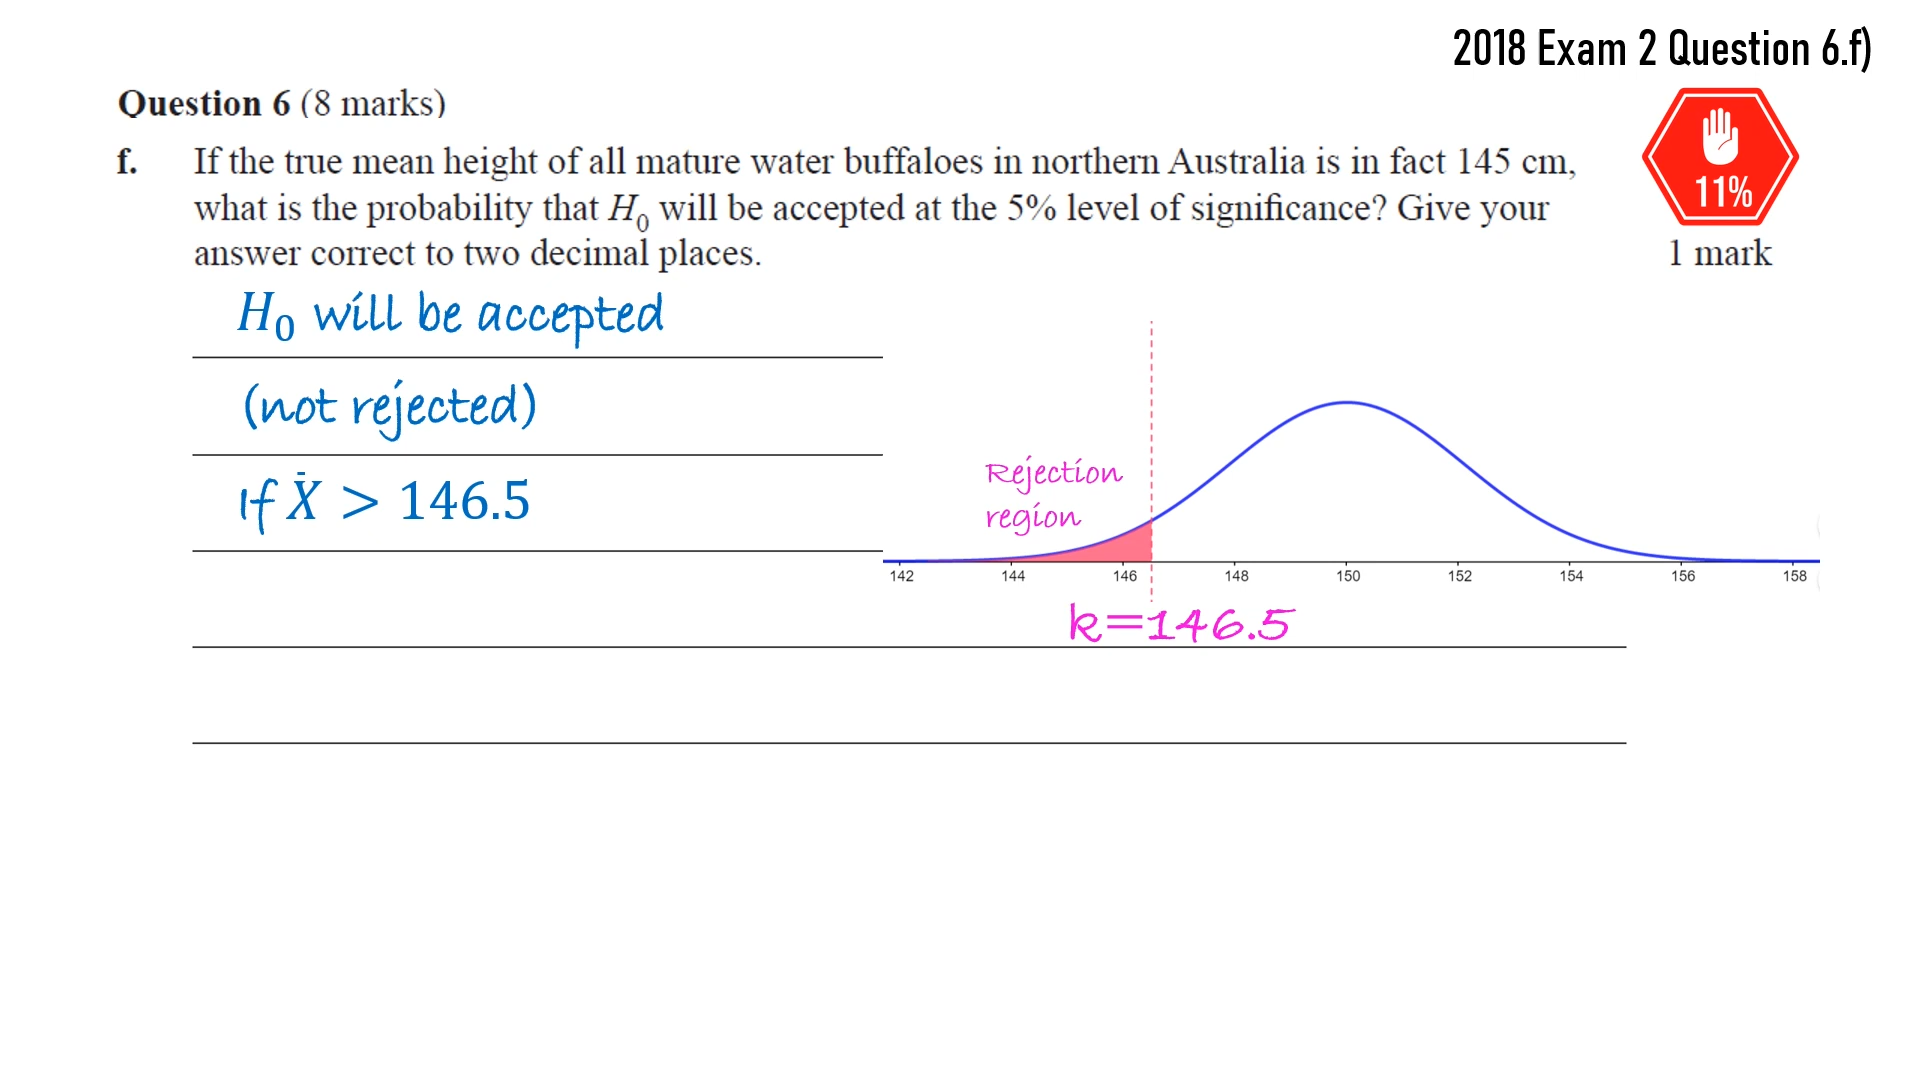 2018 Exam 2 Question 6.f)
Question 6 (8 marks)
f. If the true mean height of all mature water buffaloes in northern Australia is in fact 145 cm,
what is the probability that H₀ will be accepted at the 5% level of significance? Give your
answer correct to two decimal places.
11%
1 mark
H₀ will be accepted
(not rejected)
If X̄ > 146.5
Rejection
region
142 144 146 148 150 152 154 156 158
k=146.5